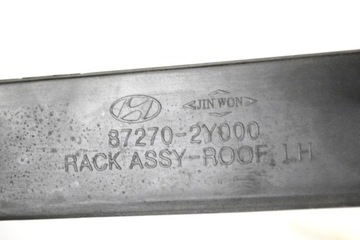 JIN WON
87270-2Y000
RACK ASSY-ROOF, LH